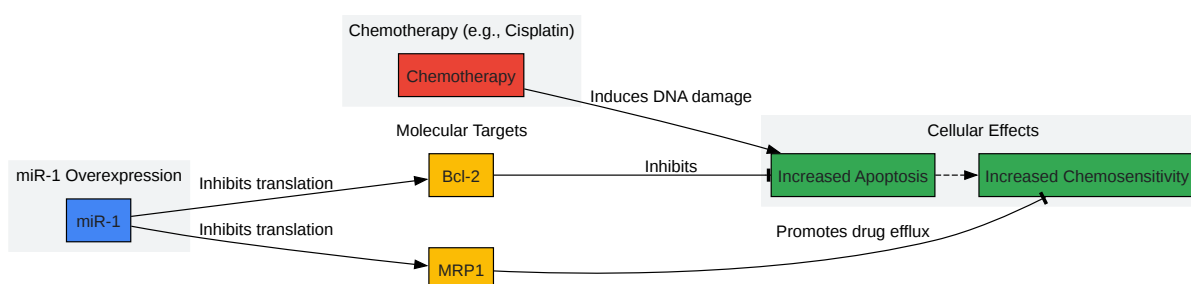 Chemotherapy (e.g., Cisplatin)
Chemotherapy
Induces DNA damage
Molecular Targets
Cellular Effects
miR-1 Overexpression
Inhibits translation
Bcl-2
Inhibits
Increased Apoptosis
Increased Chemosensitivity
miR-1
Inhibits translation
Promotes drug efflux
MRP1